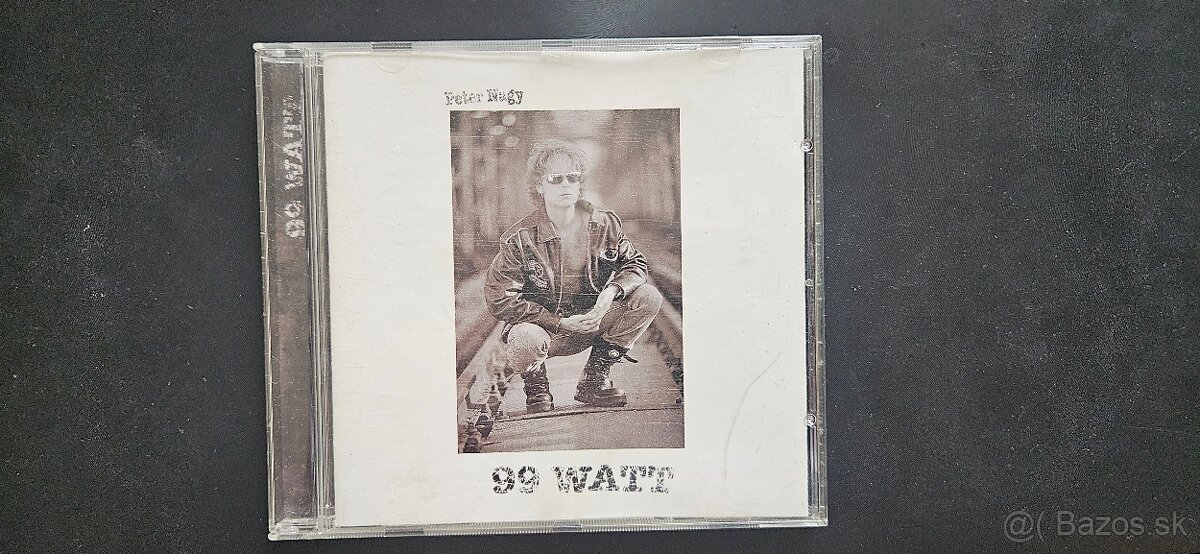 Peter Nagy
99 WATT
99 WATT
@( Bazos.sk